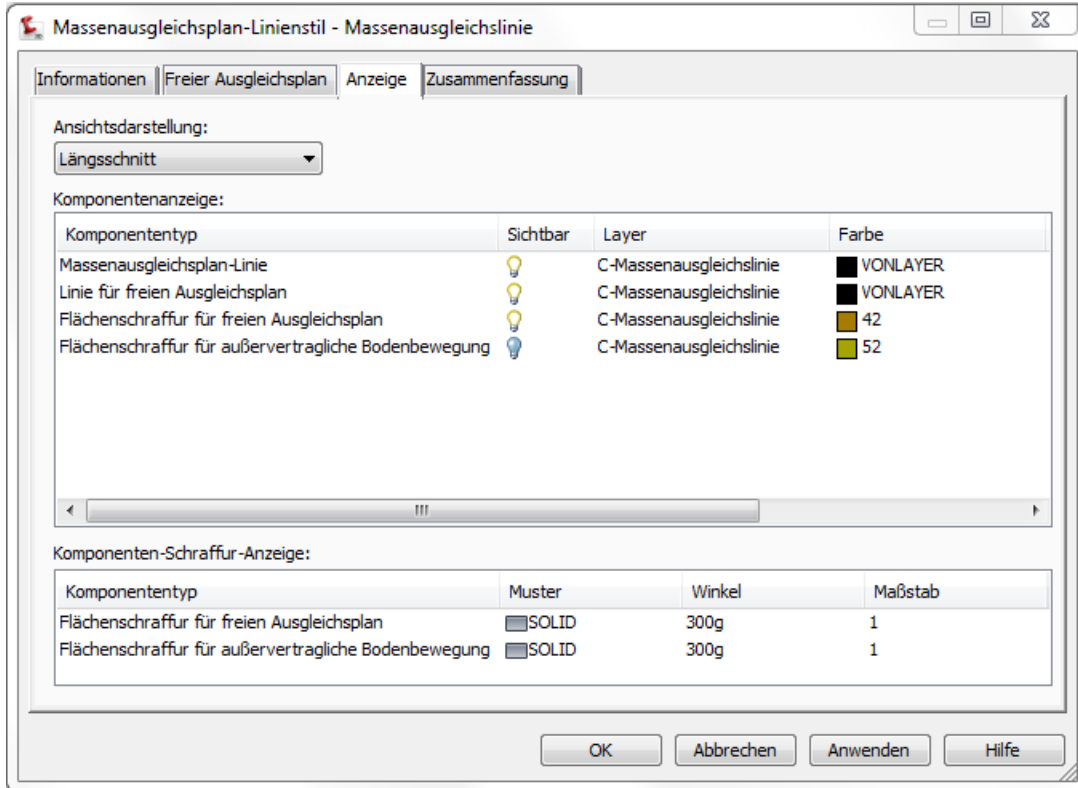 Massenausgleichsplan-Linienstil - Massenausgleichslinie
Informationen Freier Ausgleichsplan Anzeige Zusammenfassung
Ansichtsdarstellung:
Längsschnitt
Komponentenanzeige:
Komponententyp Sichtbar Layer Farbe
Massenausgleichsplan-Linie C-Massenausgleichslinie VONLAYER
Linie für freien Ausgleichsplan C-Massenausgleichslinie VONLAYER
Flächenschraffur für freien Ausgleichsplan C-Massenausgleichslinie 42
Flächenschraffur für außervertragliche Bodenbewegung C-Massenausgleichslinie 52
Komponenten-Schraffur-Anzeige:
Komponententyp Muster Winkel Maßstab
Flächenschraffur für freien Ausgleichsplan SOLID 300g 1
Flächenschraffur für außervertragliche Bodenbewegung SOLID 300g 1
OK Abbrechen Anwenden Hilfe